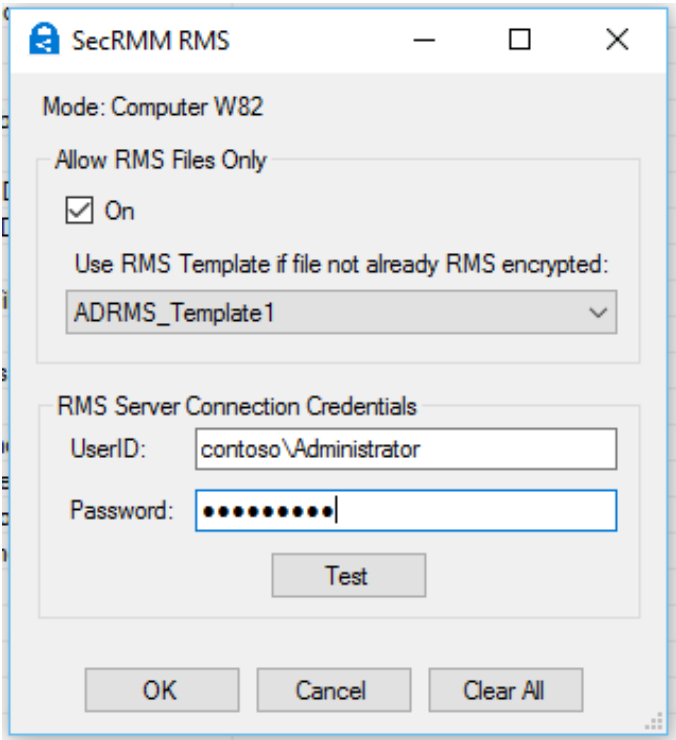 SecRMM RMS
Mode: Computer W82
Allow RMS Files Only
On
Use RMS Template if file not already RMS encrypted:
ADRMS_Template1
RMS Server Connection Credentials
UserID: contoso\Administrator
Password: ●●●●●●●●●
Test
OK Cancel Clear All